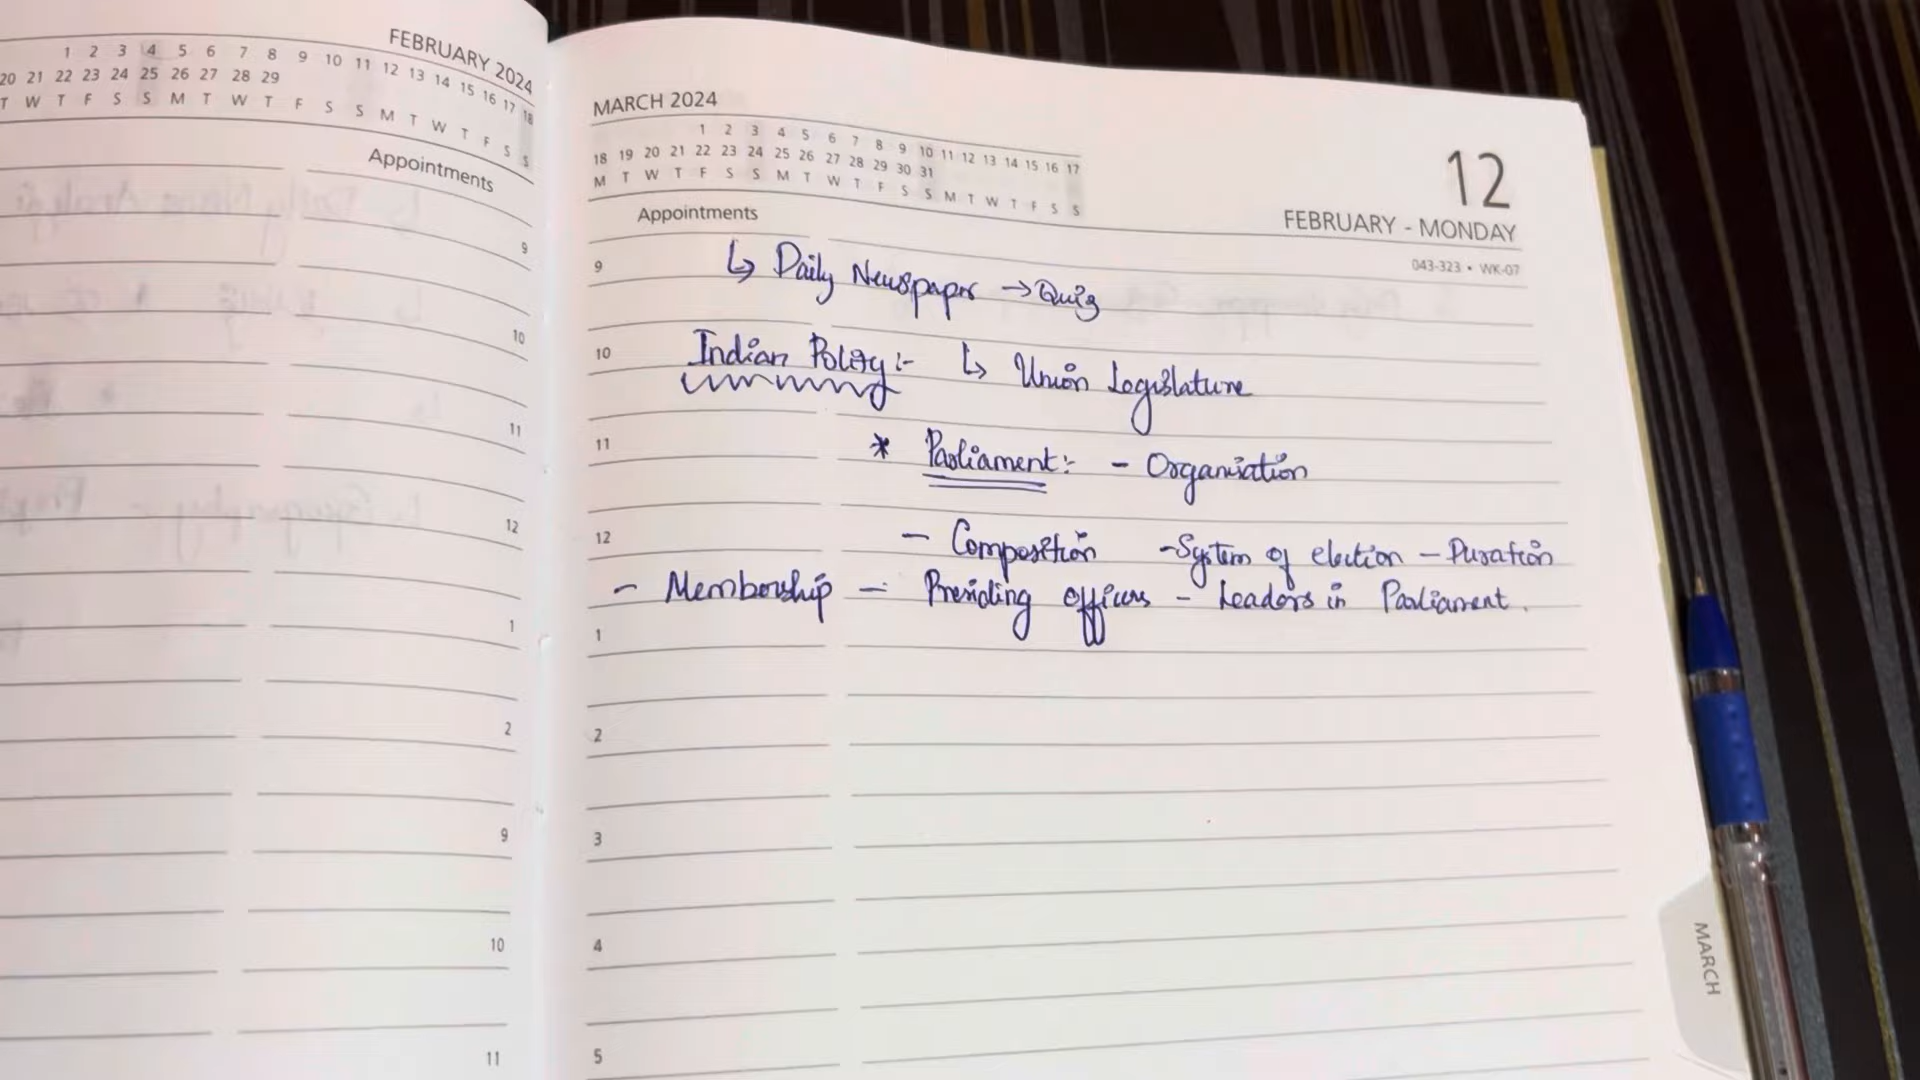 FEBRUARY 2024
1 2 3 4 5 6 7 8 9 10 11 12 13 14 15 16 17 18
20 21 22 23 24 25 26 27 28 29
T W T F S S M T W T F S S M T W T F S S
Appointments
9
10
11
12
1
2
9
10
11
MARCH 2024
1 2 3 4 5 6 7 8 9 10 11 12 13 14 15 16 17
18 19 20 21 22 23 24 25 26 27 28 29 30 31
M T W T F S S M T W T F S S M T W T F S S
12
FEBRUARY - MONDAY
043-323 • WK-07
Appointments
9 ↳ Daily Newspaper → Quiz
10 Indian Polity:- ↳ Union Legislature
11 * Parliament:- - Organisation
12 - Composition - System of election - Duration
- Membership - Presiding officers - Leaders in Parliament.
1
2
3
4
5
MARCH